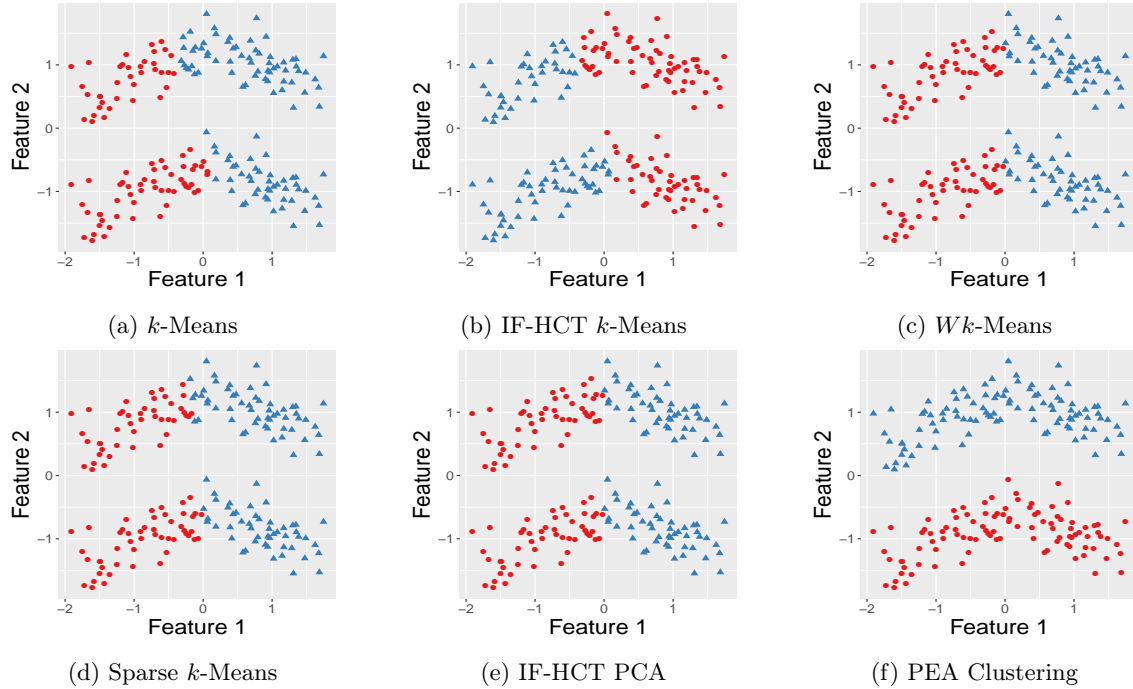 Feature 2
1
0
−1
−2 −1 0 1
Feature 1
(a) k-Means
Feature 2
1
0
−1
−2 −1 0 1
Feature 1
(b) IF-HCT k-Means
Feature 2
1
0
−1
−2 −1 0 1
Feature 1
(c) Wk-Means
Feature 2
1
0
−1
−2 −1 0 1
Feature 1
(d) Sparse k-Means
Feature 2
1
0
−1
−2 −1 0 1
Feature 1
(e) IF-HCT PCA
Feature 2
1
0
−1
−2 −1 0 1
Feature 1
(f) PEA Clustering